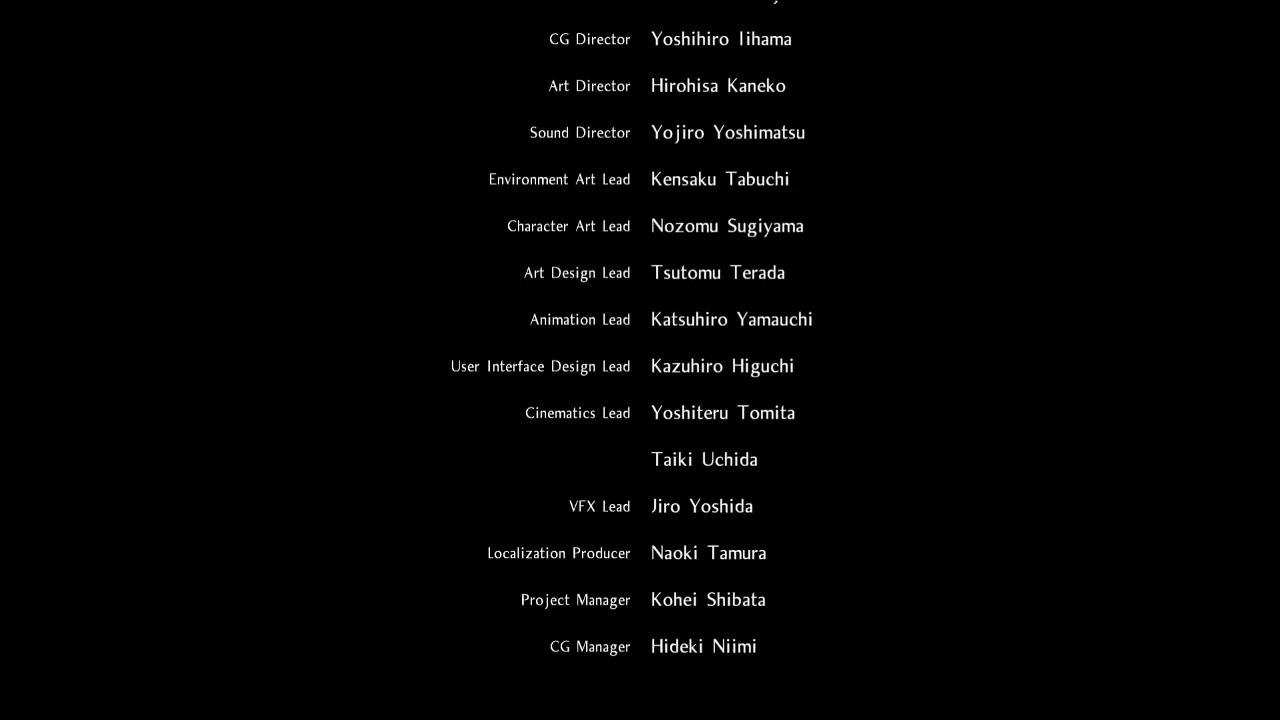 CG Director Yoshihiro Iihama
Art Director Hirohisa Kaneko
Sound Director Yojiro Yoshimatsu
Environment Art Lead Kensaku Tabuchi
Character Art Lead Nozomu Sugiyama
Art Design Lead Tsutomu Terada
Animation Lead Katsuhiro Yamauchi
User Interface Design Lead Kazuhiro Higuchi
Cinematics Lead Yoshiteru Tomita
Taiki Uchida
VFX Lead Jiro Yoshida
Localization Producer Naoki Tamura
Project Manager Kohei Shibata
CG Manager Hideki Niimi